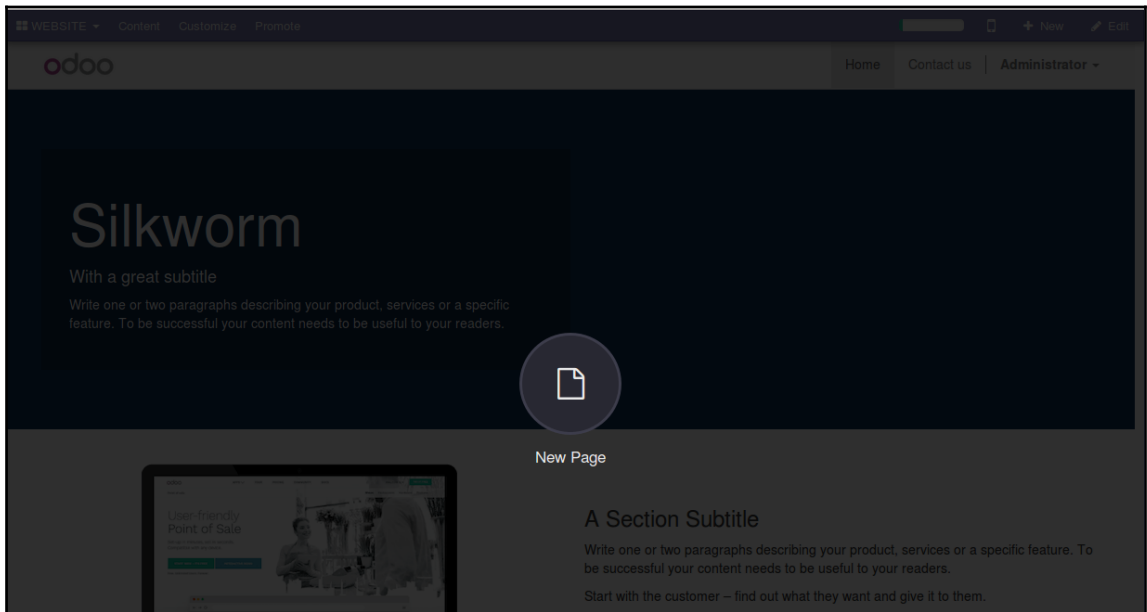 WEBSITE Content Customize Promote + New Edit
odoo Home Contact us Administrator
Silkworm
With a great subtitle
Write one or two paragraphs describing your product, services or a specific
feature. To be successful your content needs to be useful to your readers.
New Page
User-friendly
Point of Sale
A Section Subtitle
Write one or two paragraphs describing your product, services or a specific feature. To
be successful your content needs to be useful to your readers.
Start with the customer – find out what they want and give it to them.